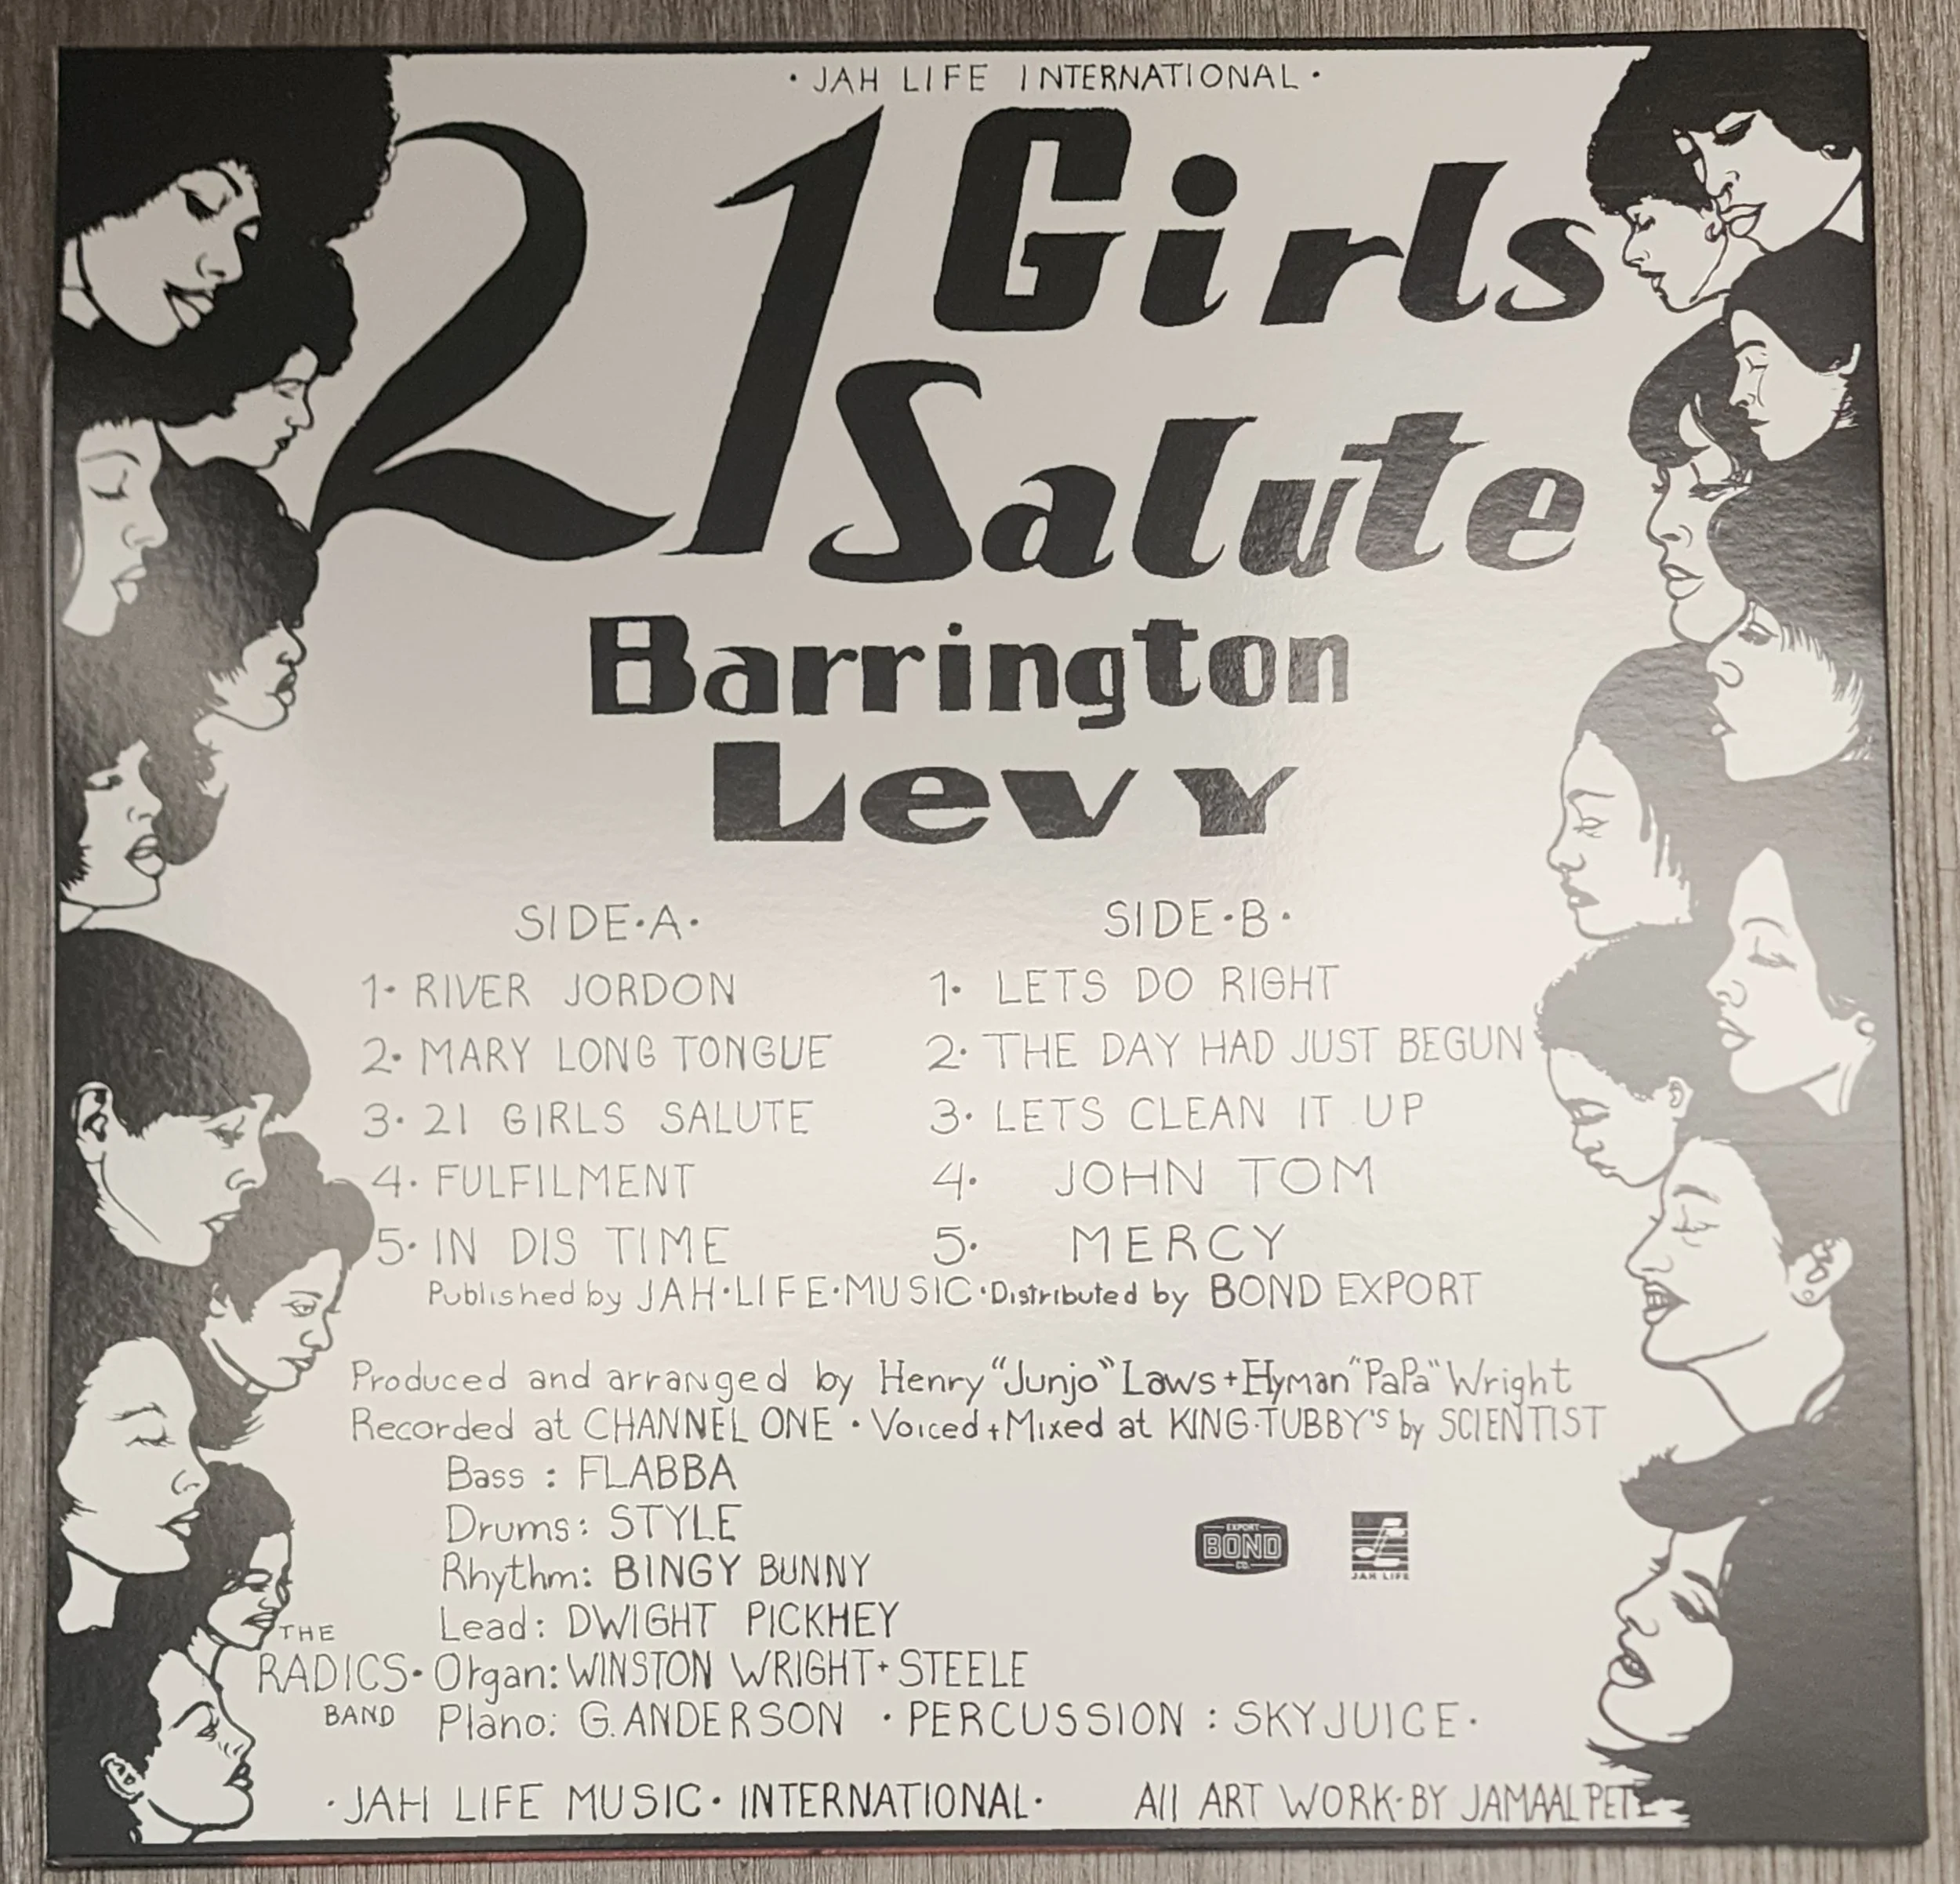 · JAH LIFE INTERNATIONAL ·
21 Girls
Salute
Barrington
Levy
SIDE·A·
1· RIVER JORDON
2· MARY LONG TONGUE
3· 21 GIRLS SALUTE
4· FULFILMENT
5· IN DIS TIME
SIDE·B·
1· LETS DO RIGHT
2· THE DAY HAD JUST BEGUN
3· LETS CLEAN IT UP
4· JOHN TOM
5· MERCY
Published by JAH·LIFE·MUSIC·Distributed by BOND EXPORT
Produced and arranged by Henry "Junjo" Laws + Hyman "PaPa" Wright
Recorded at CHANNEL ONE · Voiced + Mixed at KING·TUBBY'S by SCIENTIST
Bass : FLABBA
Drums: STYLE
Rhythm: BINGY BUNNY
Lead: DWIGHT PICKHEY
THE
RADICS· Organ: WINSTON WRIGHT + STEELE
BAND Piano: G. ANDERSON · PERCUSSION : SKY JUICE·
EXPORT
BOND
CO.
JAH LIFE
·JAH LIFE MUSIC· INTERNATIONAL· All ART WORK·BY JAMAAL PETE